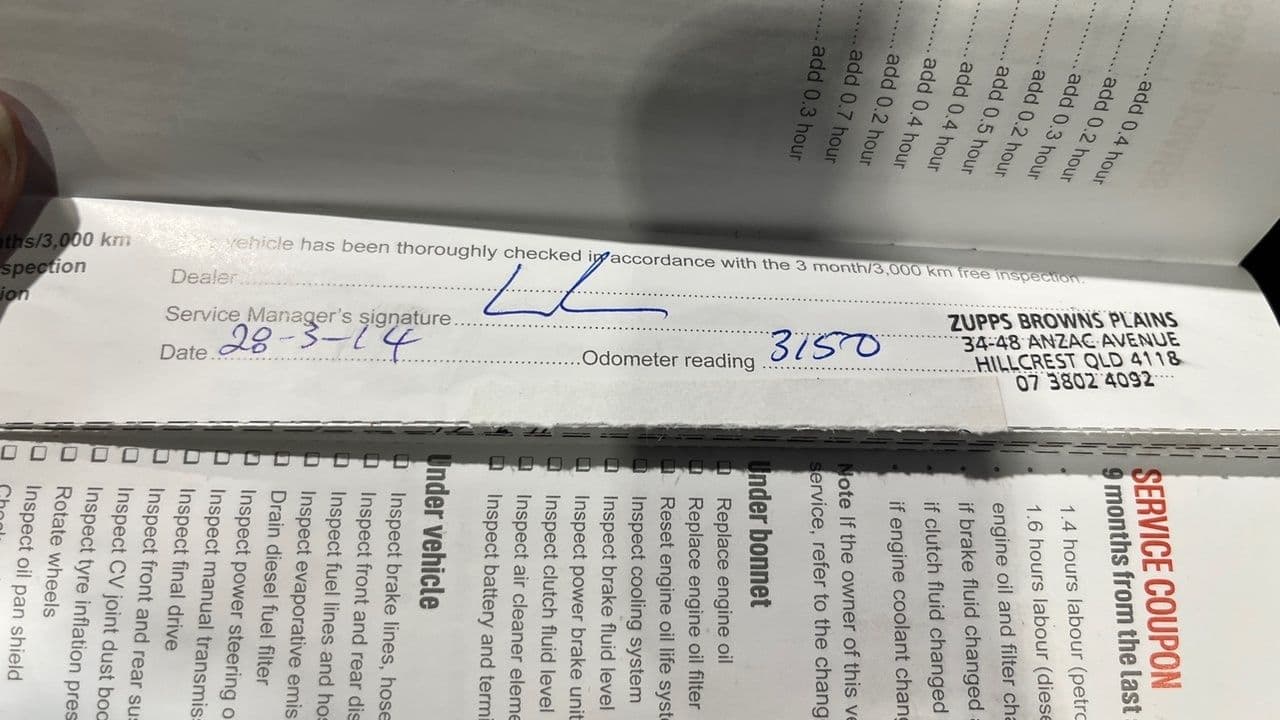 add 0.4 hour
add 0.2 hour
add 0.3 hour
add 0.2 hour
add 0.5 hour
add 0.4 hour
add 0.4 hour
add 0.2 hour
add 0.7 hour
add 0.3 hour
ths/3,000 km
spection
ion
vehicle has been thoroughly checked in accordance with the 3 month/3,000 km free inspection.
Dealer
Service Manager's signature
Date 28-3-14 Odometer reading 3150
ZUPPS BROWNS PLAINS
34-48 ANZAC AVENUE
HILLCREST QLD 4118
07 3802 4092
SERVICE COUPON
9 months from the last
1.4 hours labour (petro
1.6 hours labour (diese
engine oil and filter cha
• if brake fluid changed
• if clutch fluid changed
• if engine coolant chang
Note If the owner of this ve
service, refer to the chang
Under bonnet
Replace engine oil
Replace engine oil filter
Reset engine oil life syst
Inspect cooling system
Inspect brake fluid level
Inspect power brake unit
Inspect clutch fluid level
Inspect air cleaner eleme
Inspect battery and termi
Under vehicle
Inspect brake lines, hose
Inspect front and rear dis
Inspect fuel lines and hos
Inspect evaporative emis
Drain diesel fuel filter
Inspect power steering o
Inspect manual transmis
Inspect final drive
Inspect front and rear su
Inspect CV joint dust boo
Inspect tyre inflation pres
Rotate wheels
Inspect oil pan shield